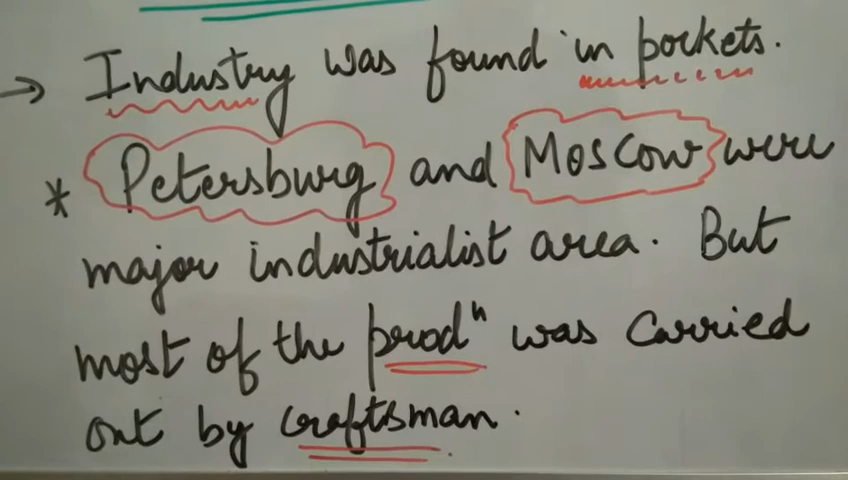 → Industry was found in pockets.
* Petersburg and Moscow were
major industrialist area. But
most of the prodⁿ was carried
out by craftsman.